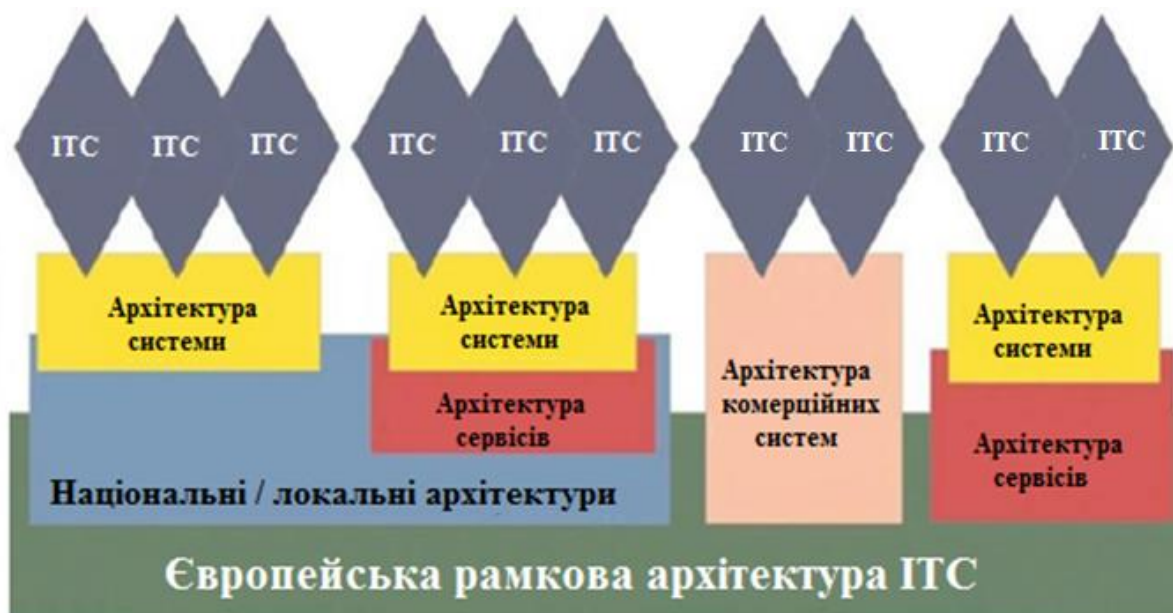 ІТС ІТС ІТС ІТС ІТС ІТС ІТС ІТС ІТС ІТС
Архітектура
системи
Архітектура
системи
Архітектура
сервісів
Архітектура
комерційних
систем
Архітектура
системи
Архітектура
сервісів
Національні / локальні архітектури
Європейська рамкова архітектура ІТС